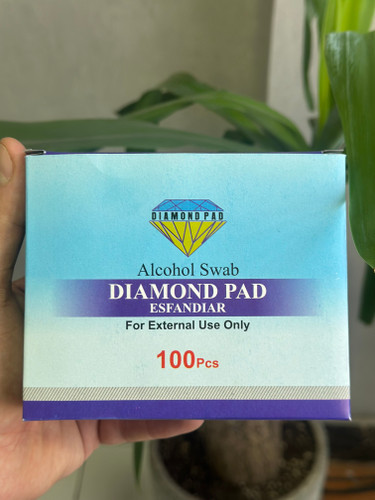 DIAMOND PAD
Alcohol Swab
DIAMOND PAD
ESFANDIAR
For External Use Only
100Pcs